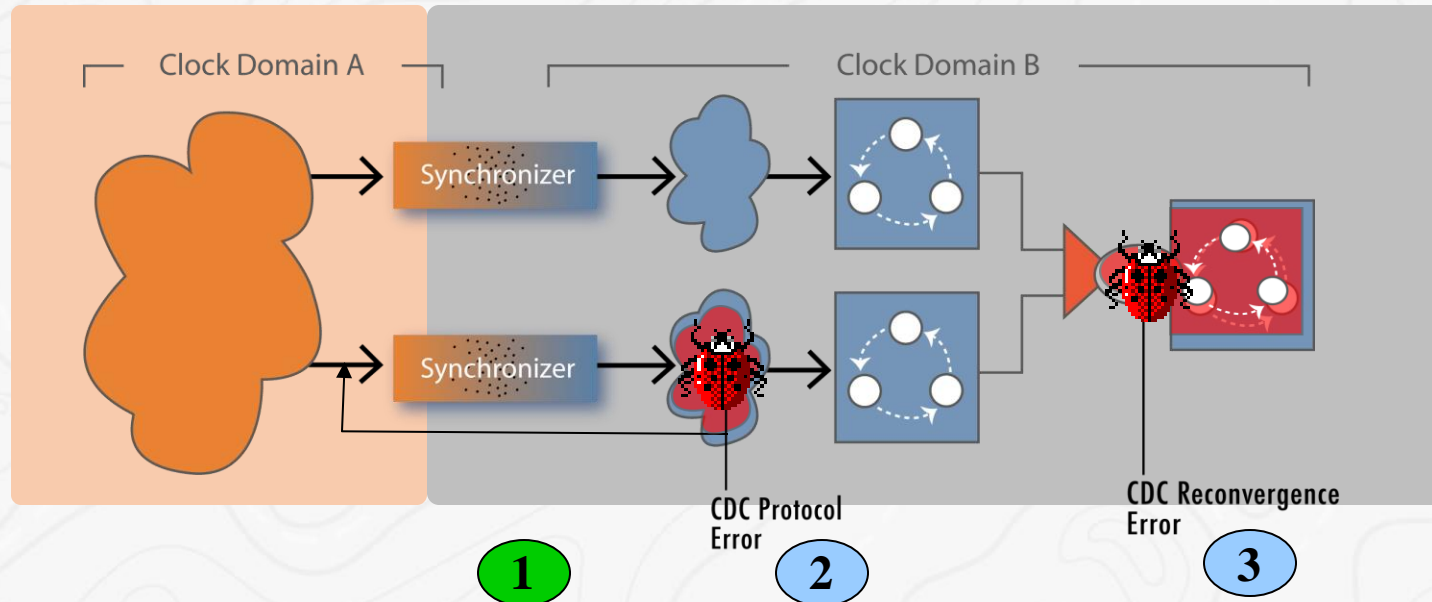 Clock Domain A
Clock Domain B
Synchronizer
Synchronizer
CDC Protocol
Error
CDC Reconvergence
Error
1
2
3